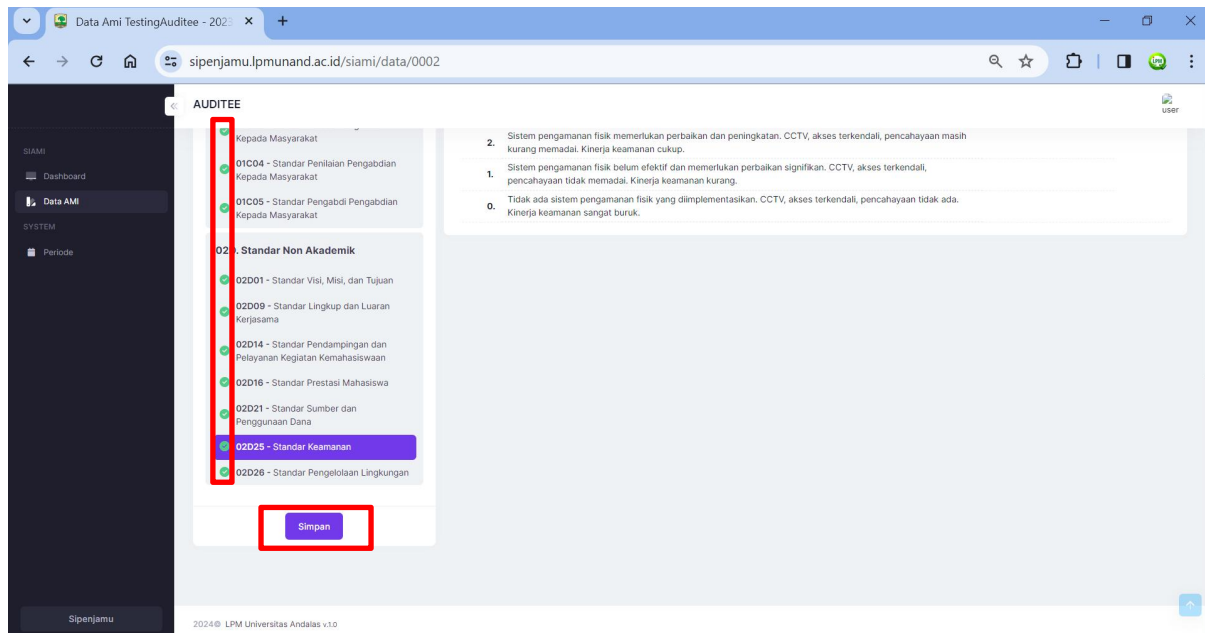 Data Ami TestingAuditee - 2023
sipenjamu.lpmunand.ac.id/siami/data/0002
AUDITEE
user
SIAMI
Dashboard
Data AMI
SYSTEM
Periode
Sipenjamu
Kepada Masyarakat
01C04 - Standar Penilaian Pengabdian
Kepada Masyarakat
01C05 - Standar Pengabdi Pengabdian
Kepada Masyarakat
02D. Standar Non Akademik
02D01 - Standar Visi, Misi, dan Tujuan
02D09 - Standar Lingkup dan Luaran
Kerjasama
02D14 - Standar Pendampingan dan
Pelayanan Kegiatan Kemahasiswaan
02D16 - Standar Prestasi Mahasiswa
02D21 - Standar Sumber dan
Penggunaan Dana
02D25 - Standar Keamanan
02D26 - Standar Pengelolaan Lingkungan
Simpan
2. Sistem pengamanan fisik memerlukan perbaikan dan peningkatan. CCTV, akses terkendali, pencahayaan masih
kurang memadai. Kinerja keamanan cukup.
1. Sistem pengamanan fisik belum efektif dan memerlukan perbaikan signifikan. CCTV, akses terkendali,
pencahayaan tidak memadai. Kinerja keamanan kurang.
0. Tidak ada sistem pengamanan fisik yang diimplementasikan. CCTV, akses terkendali, pencahayaan tidak ada.
Kinerja keamanan sangat buruk.
2024© LPM Universitas Andalas v.1.0